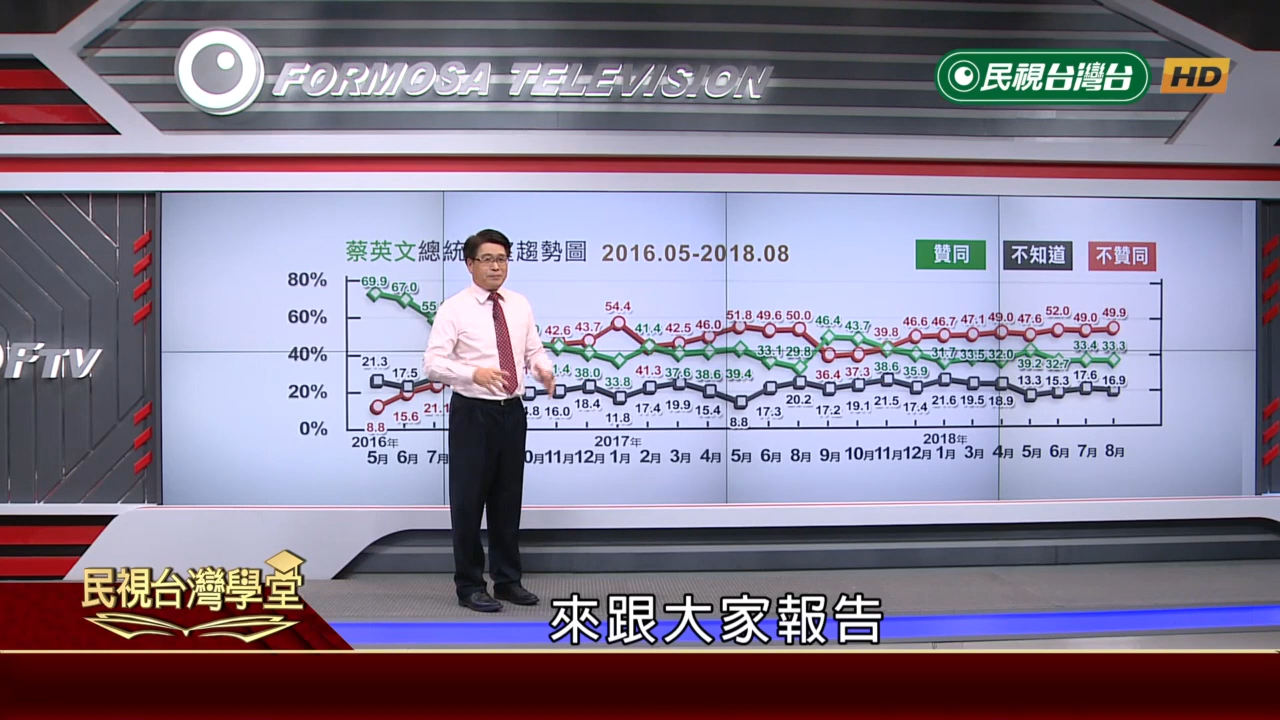 FORMOSA TELEVISION
民視台灣台 HD
FTV
蔡英文總統 趨勢圖 2016.05-2018.08
贊同 不知道 不贊同
80%
60%
40%
20%
0%
69.9 67.0 42.6 43.7 54.4 41.4 42.5 46.0 51.8 49.6 50.0 46.4 43.7 39.8 46.6 46.7 47.1 49.0 47.6 52.0 49.0 49.9
21.3 17.5 38.0 33.8 41.3 37.6 38.6 39.4 33.1 29.8 36.4 37.3 38.6 35.9 31.7 33.5 32.0 39.2 32.7 33.4 33.3
8.8 15.6 21.1 16.0 18.4 11.8 17.4 19.9 15.4 8.8 17.3 20.2 17.2 19.1 21.5 17.4 21.6 19.5 18.9 13.3 15.3 17.6 16.9
2016年 2017年 2018年
5月 6月 7月 11月 12月 1月 2月 3月 4月 5月 6月 8月 9月 10月 11月 12月 1月 3月 4月 5月 6月 7月 8月
民視台灣學堂
來跟大家報告